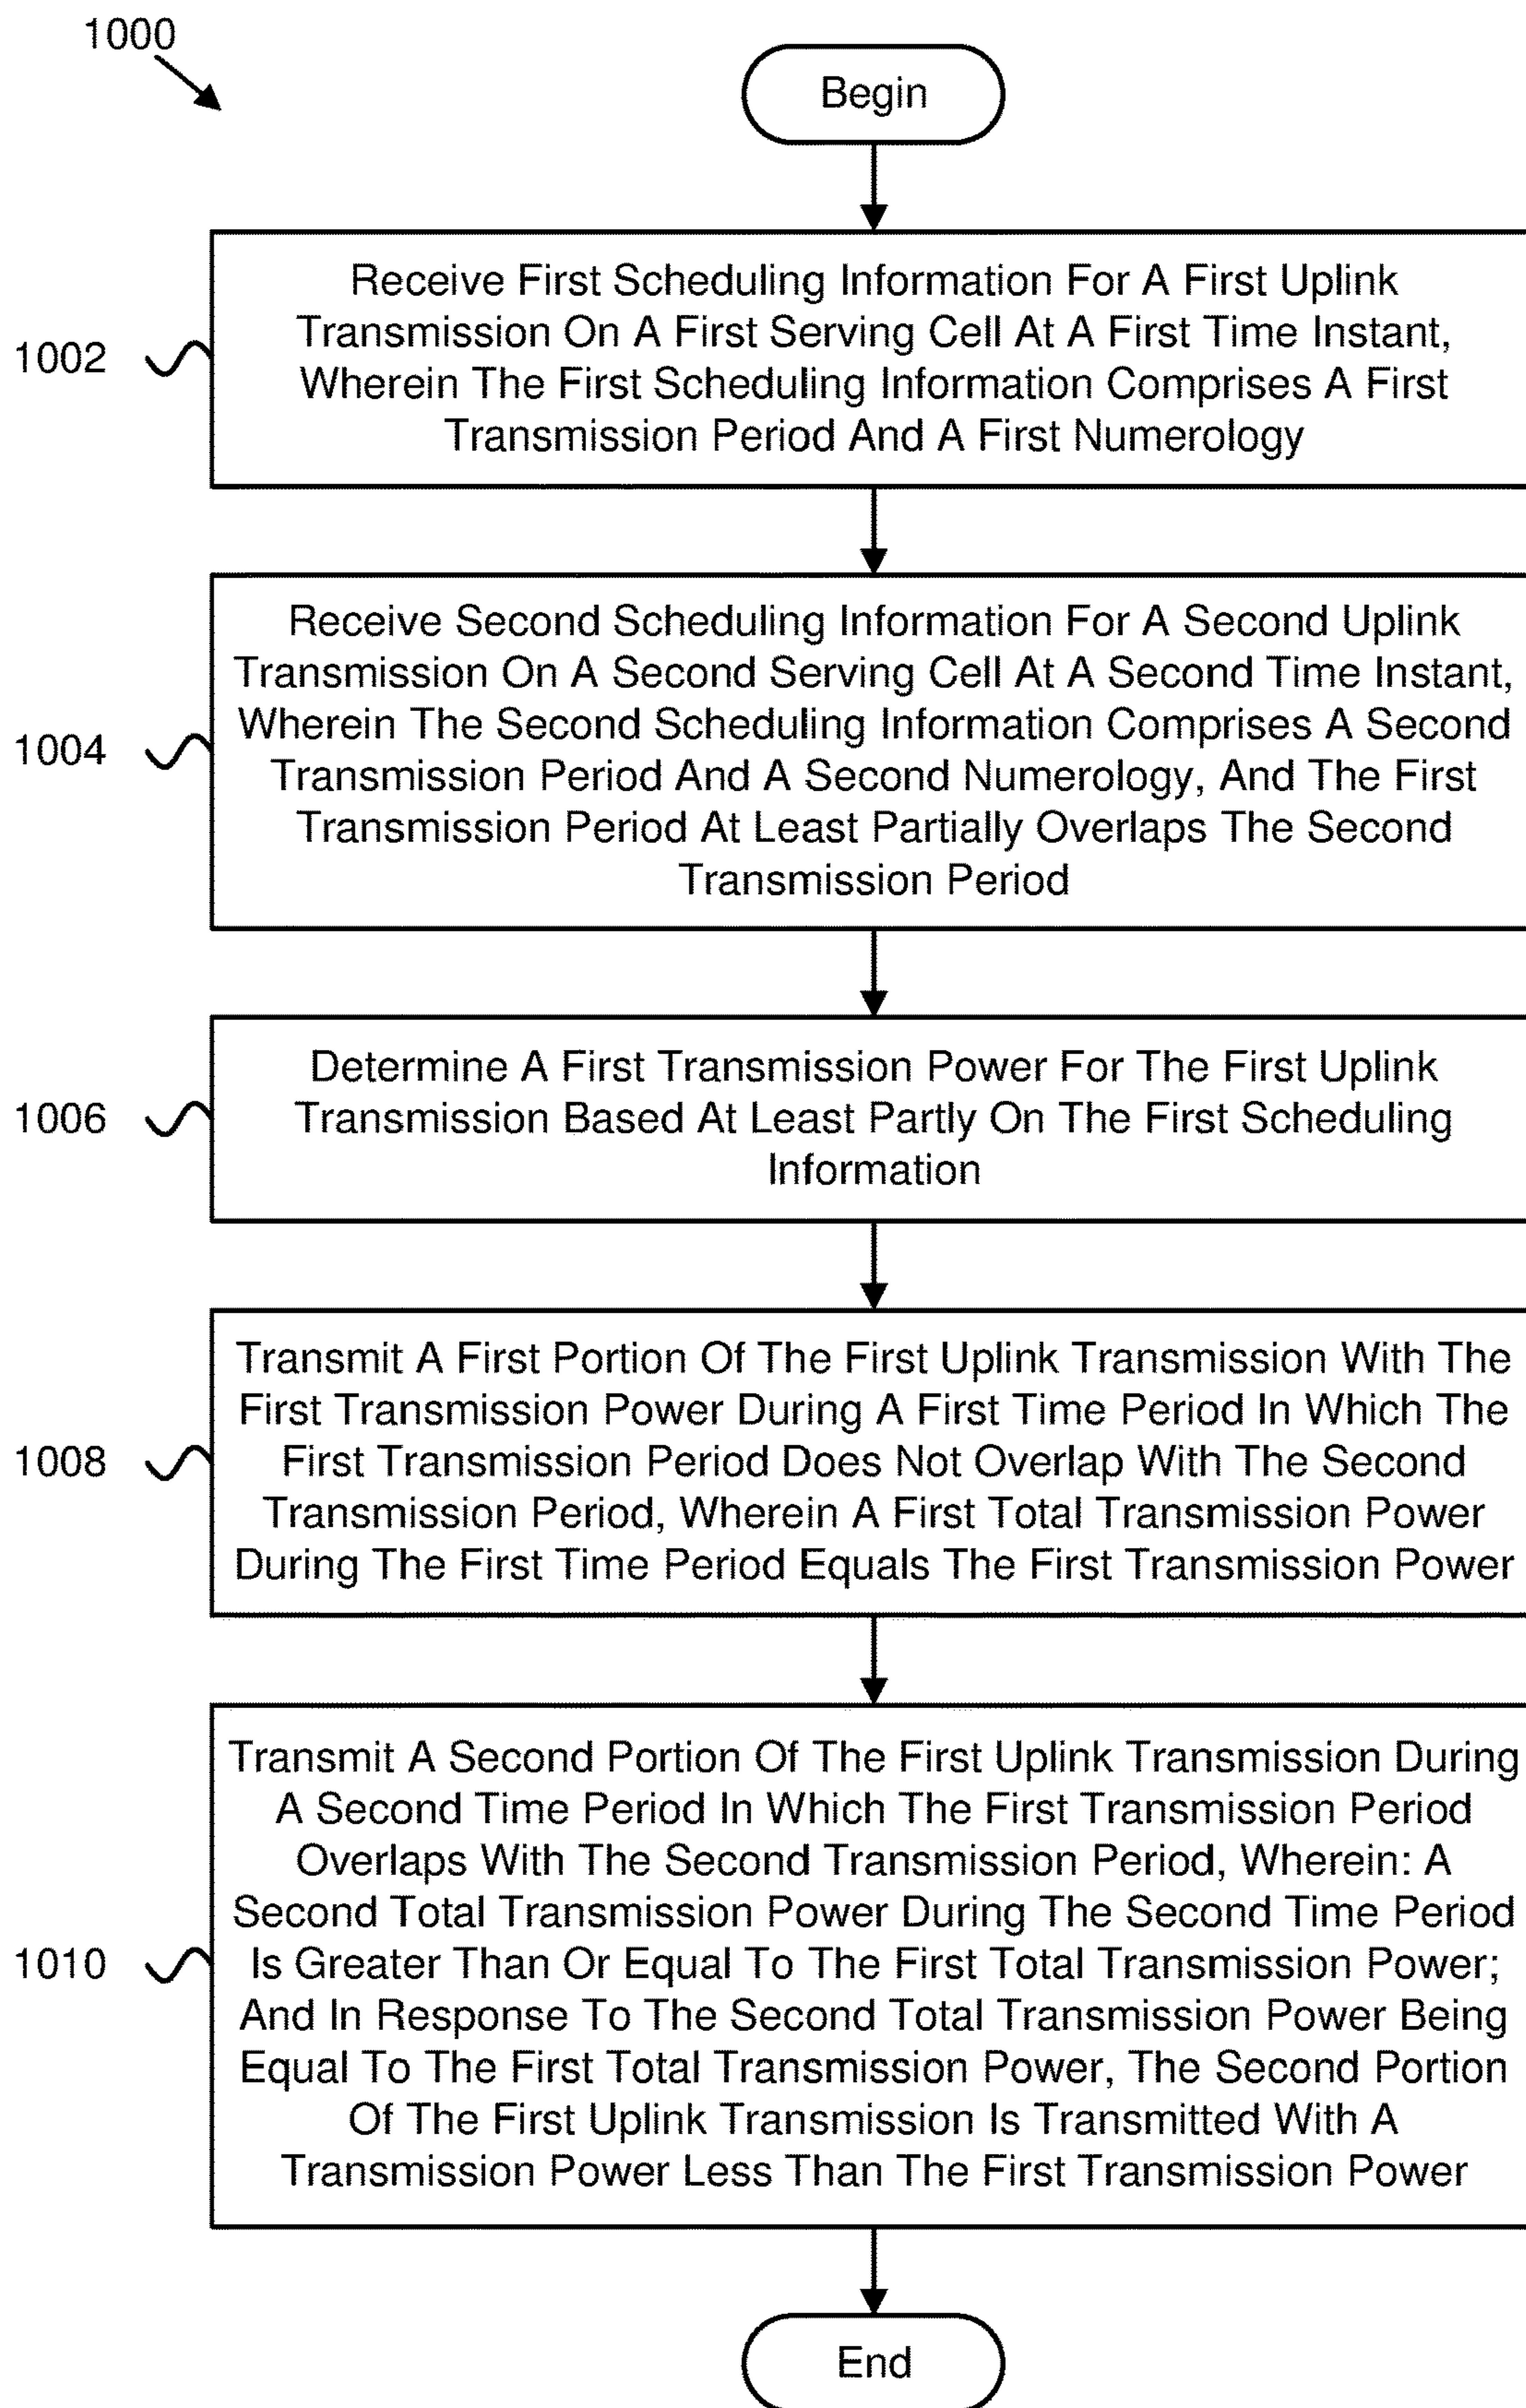 1000
Begin
1002
Receive First Scheduling Information For A First Uplink
Transmission On A First Serving Cell At A First Time Instant,
Wherein The First Scheduling Information Comprises A First
Transmission Period And A First Numerology
1004
Receive Second Scheduling Information For A Second Uplink
Transmission On A Second Serving Cell At A Second Time Instant,
Wherein The Second Scheduling Information Comprises A Second
Transmission Period And A Second Numerology, And The First
Transmission Period At Least Partially Overlaps The Second
Transmission Period
1006
Determine A First Transmission Power For The First Uplink
Transmission Based At Least Partly On The First Scheduling
Information
1008
Transmit A First Portion Of The First Uplink Transmission With The
First Transmission Power During A First Time Period In Which The
First Transmission Period Does Not Overlap With The Second
Transmission Period, Wherein A First Total Transmission Power
During The First Time Period Equals The First Transmission Power
1010
Transmit A Second Portion Of The First Uplink Transmission During
A Second Time Period In Which The First Transmission Period
Overlaps With The Second Transmission Period, Wherein: A
Second Total Transmission Power During The Second Time Period
Is Greater Than Or Equal To The First Total Transmission Power;
And In Response To The Second Total Transmission Power Being
Equal To The First Total Transmission Power, The Second Portion
Of The First Uplink Transmission Is Transmitted With A
Transmission Power Less Than The First Transmission Power
End